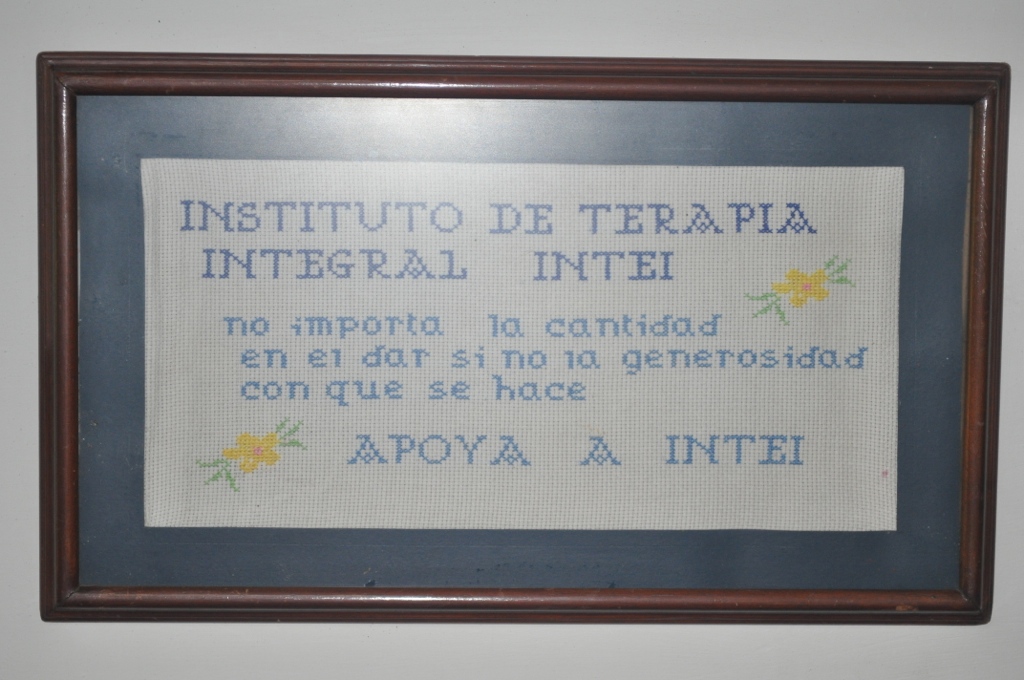 INSTITUTO DE TERAPIA
INTEGRAL INTEI
no importa la cantidad
en el dar si no la generosidad
con que se hace
APOYA A INTEI